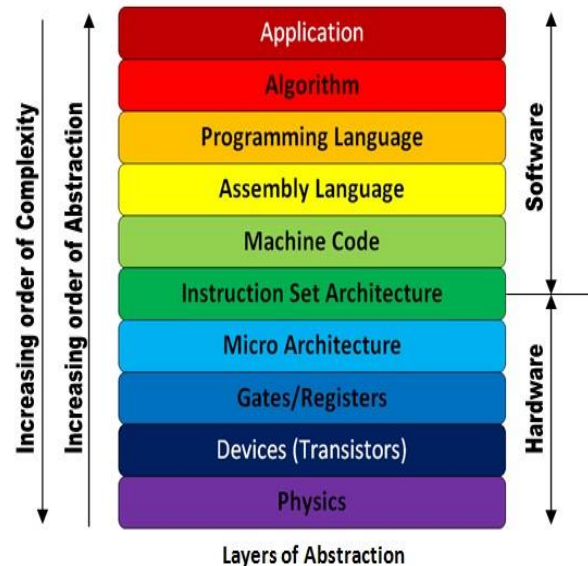 Increasing order of Complexity
Increasing order of Abstraction
Application
Algorithm
Programming Language
Assembly Language
Machine Code
Instruction Set Architecture
Micro Architecture
Gates/Registers
Devices (Transistors)
Physics
Software
Hardware
Layers of Abstraction